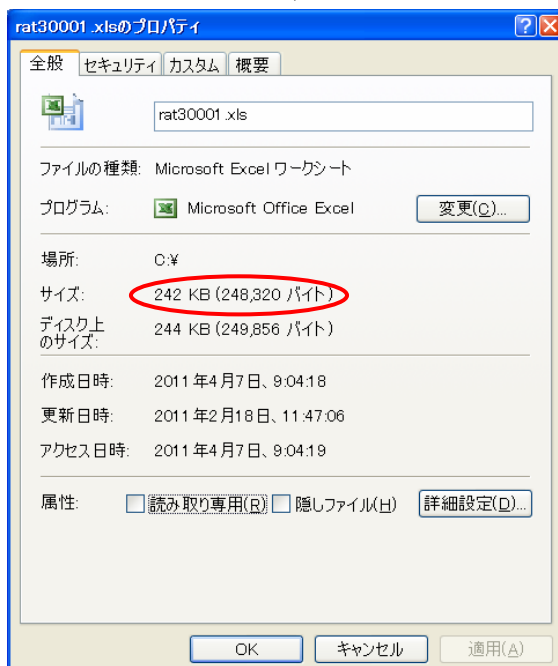 rat30001.xlsのプロパティ
全般 セキュリティ カスタム 概要
rat30001.xls
ファイルの種類: Microsoft Excel ワークシート
プログラム: Microsoft Office Excel 変更(C)...
場所: C:¥
サイズ: 242 KB (248,320 バイト)
ディスク上
のサイズ: 244 KB (249,856 バイト)
作成日時: 2011年4月7日、9:04:18
更新日時: 2011年2月18日、11:47:06
アクセス日時: 2011年4月7日、9:04:19
属性: 読み取り専用(R) 隠しファイル(H) 詳細設定(D)...
OK キャンセル 適用(A)